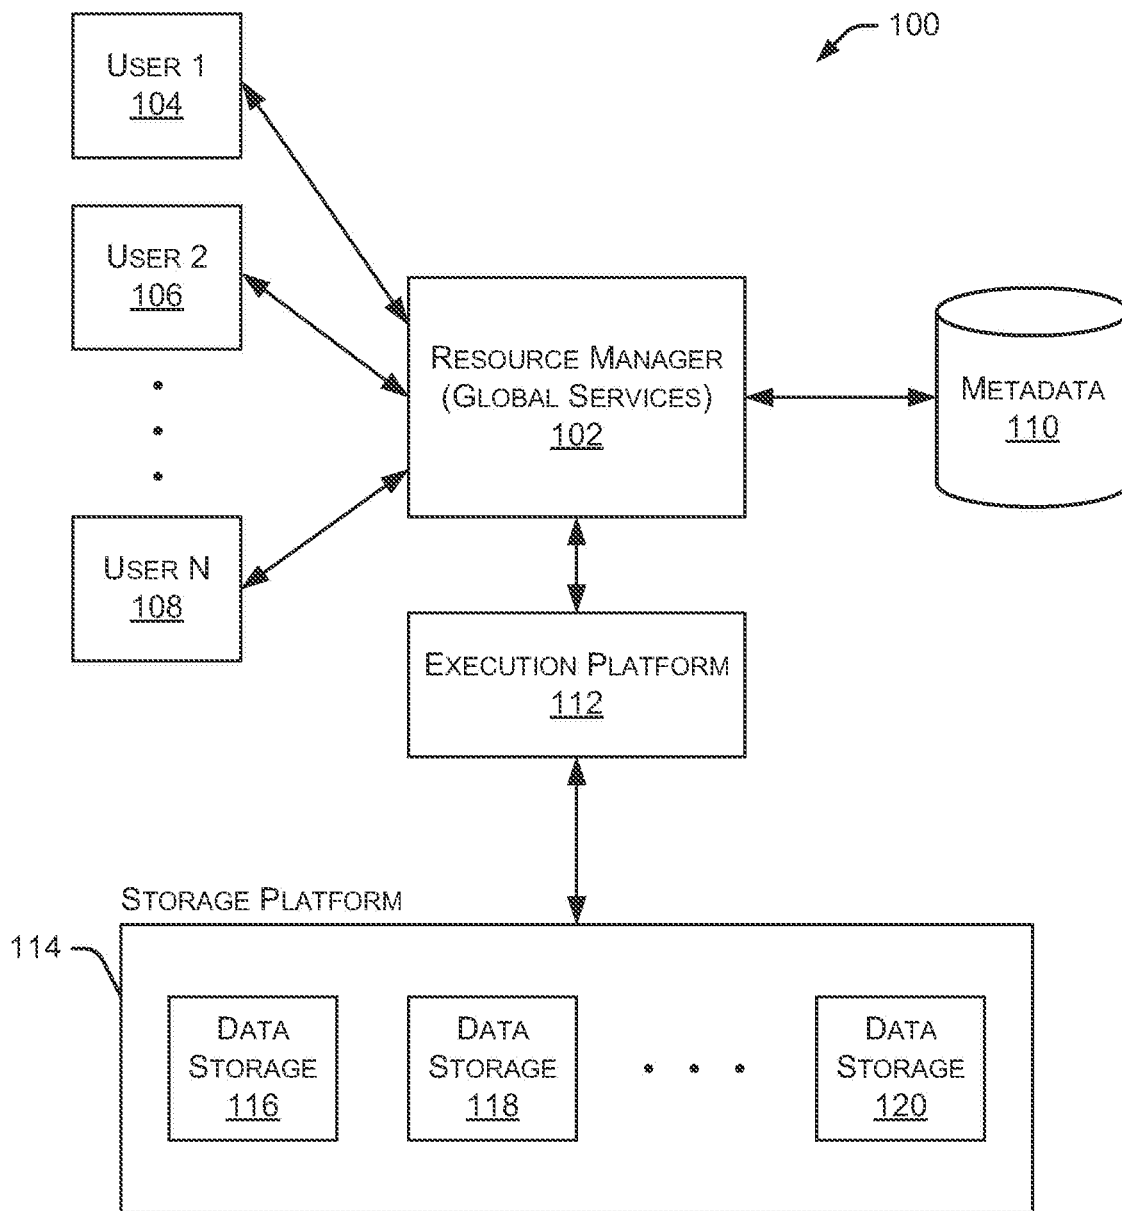 100
USER 1
104
USER 2
106
USER N
108
RESOURCE MANAGER
(GLOBAL SERVICES)
102
METADATA
110
EXECUTION PLATFORM
112
STORAGE PLATFORM
114
DATA
STORAGE
116
DATA
STORAGE
118
DATA
STORAGE
120